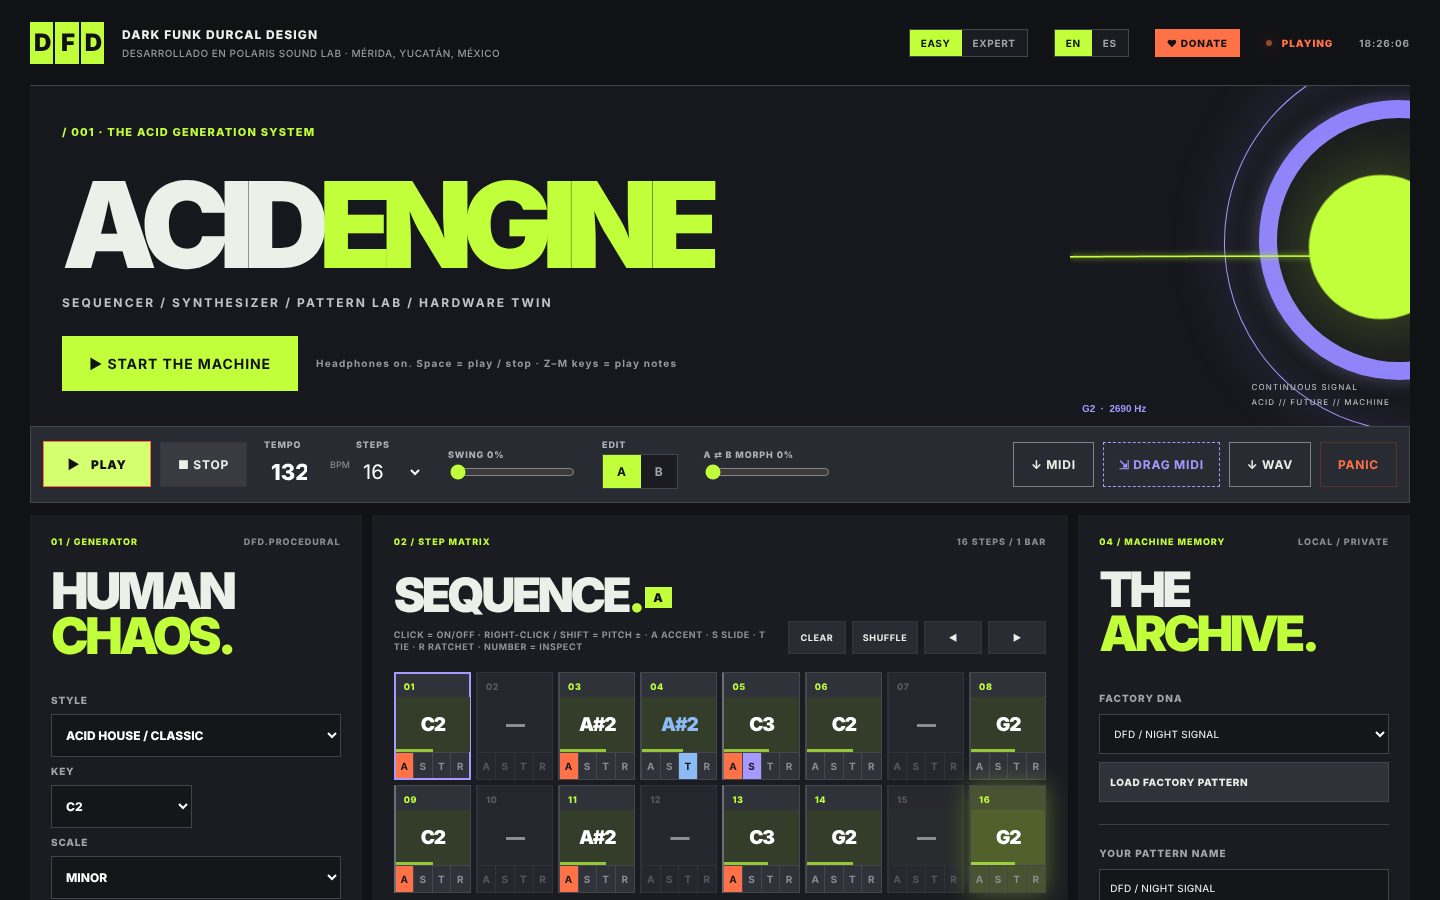 DFD
DARK FUNK DURCAL DESIGN
DESARROLLADO EN POLARIS SOUND LAB · MÉRIDA, YUCATÁN, MÉXICO
EASY EXPERT
EN ES
♥ DONATE
PLAYING
18:26:06
/ 001 · THE ACID GENERATION SYSTEM
ACIDENGINE
SEQUENCER / SYNTHESIZER / PATTERN LAB / HARDWARE TWIN
▶ START THE MACHINE
Headphones on. Space = play / stop · Z–M keys = play notes
CONTINUOUS SIGNAL
ACID // FUTURE // MACHINE
G2 · 2690 Hz
▶ PLAY
■ STOP
TEMPO
132 BPM
STEPS
16
SWING 0%
EDIT
A B
A ⇄ B MORPH 0%
↓ MIDI
⇲ DRAG MIDI
↓ WAV
PANIC
01 / GENERATOR
DFD.PROCEDURAL
HUMAN
CHAOS.
STYLE
ACID HOUSE / CLASSIC
KEY
C2
SCALE
MINOR
02 / STEP MATRIX
16 STEPS / 1 BAR
SEQUENCE. A
CLICK = ON/OFF · RIGHT-CLICK / SHIFT = PITCH ± · A ACCENT · S SLIDE · T
TIE · R RATCHET · NUMBER = INSPECT
CLEAR
SHUFFLE
◀
▶
01 02 03 04 05 06 07 08
C2 — A#2 A#2 C3 C2 — G2
A S T R A S T R A S T R A S T R A S T R A S T R A S T R A S T R
09 10 11 12 13 14 15 16
C2 — A#2 — C3 G2 — G2
A S T R A S T R A S T R A S T R A S T R A S T R A S T R A S T R
04 / MACHINE MEMORY
LOCAL / PRIVATE
THE
ARCHIVE.
FACTORY DNA
DFD / NIGHT SIGNAL
LOAD FACTORY PATTERN
YOUR PATTERN NAME
DFD / NIGHT SIGNAL